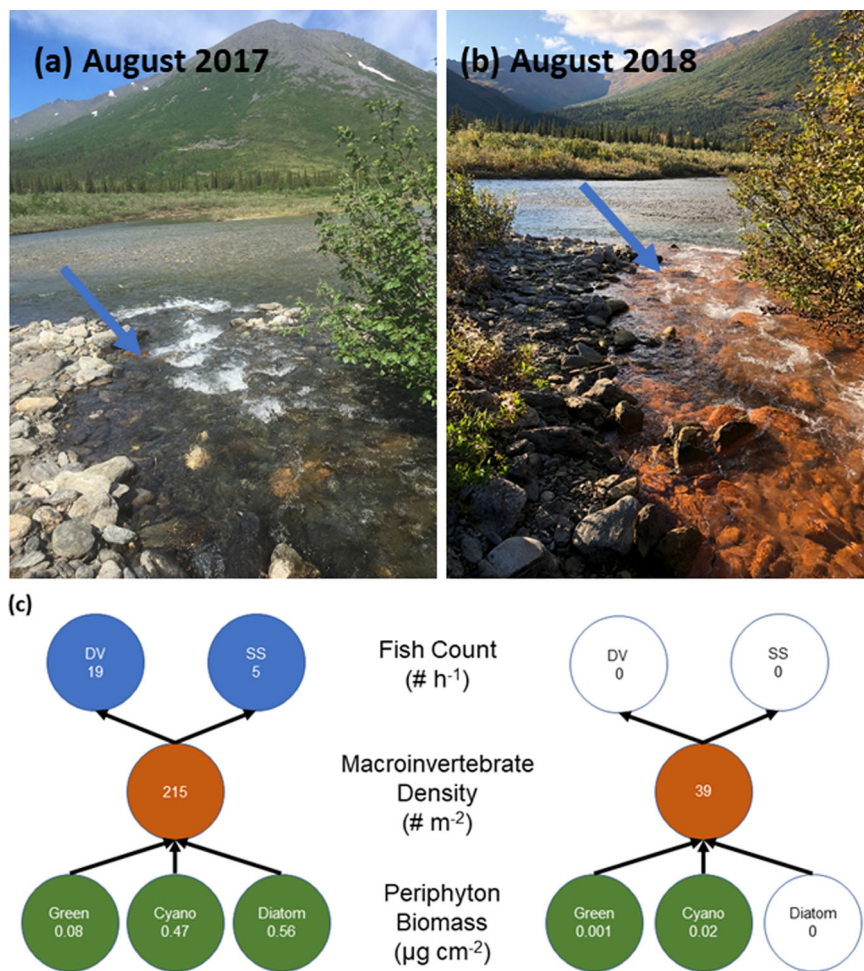 (a) August 2017
(b) August 2018
(c)
DV
19
SS
5
Fish Count
(# h-1)
DV
0
SS
0
215
Macroinvertebrate
Density
(# m-2)
39
Green
0.08
Cyano
0.47
Diatom
0.56
Periphyton
Biomass
(µg cm-2)
Green
0.001
Cyano
0.02
Diatom
0